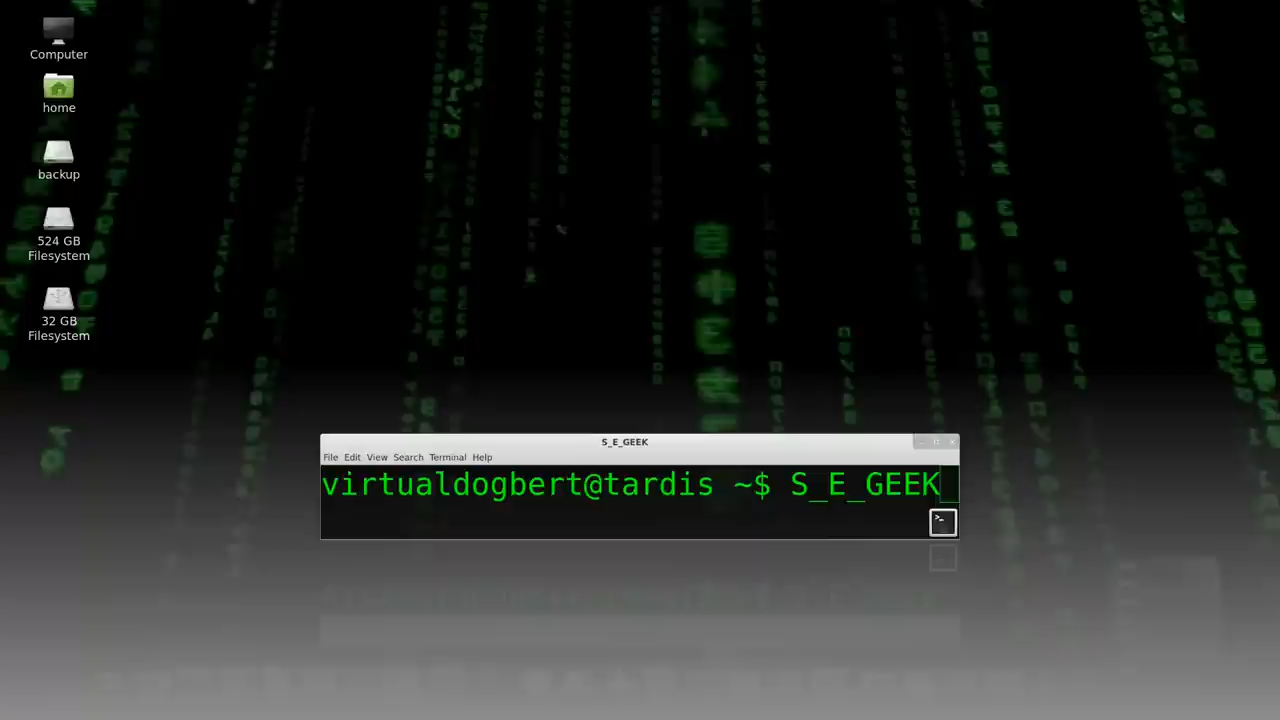 Computer
home
backup
524 GB
Filesystem
32 GB
Filesystem
S_E_GEEK
File Edit View Search Terminal Help
virtualdogbert@tardis ~$ S_E_GEEK
>_